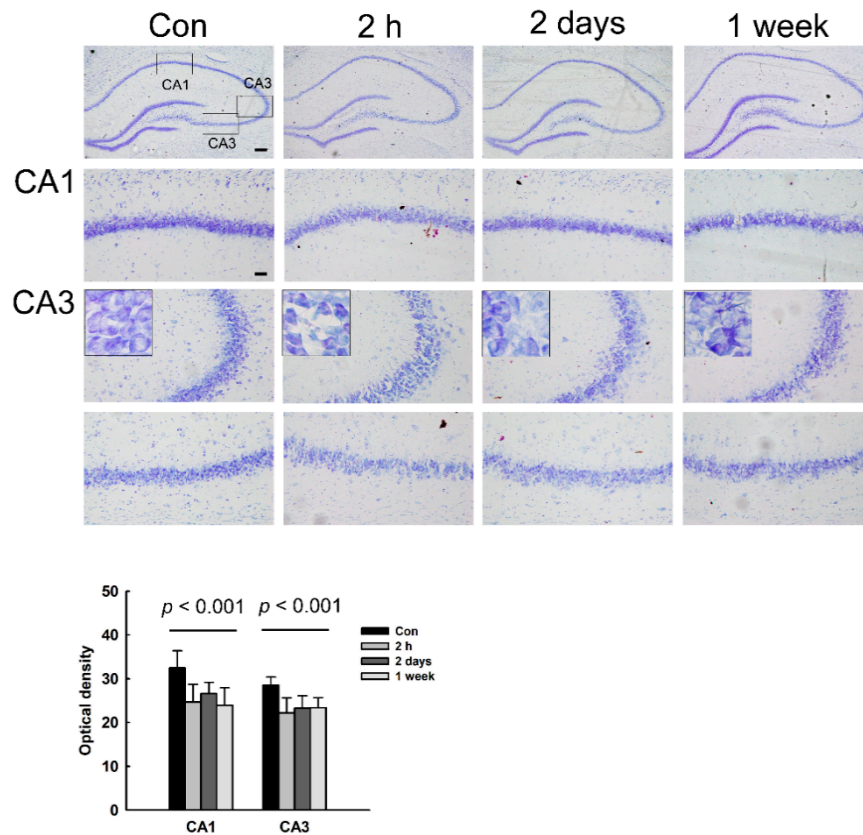 Con 2 h 2 days 1 week
CA1
CA3
CA3
CA1
CA3
50
40
30
20
10
0
Optical density
p < 0.001 p < 0.001
Con
2 h
2 days
1 week
CA1 CA3